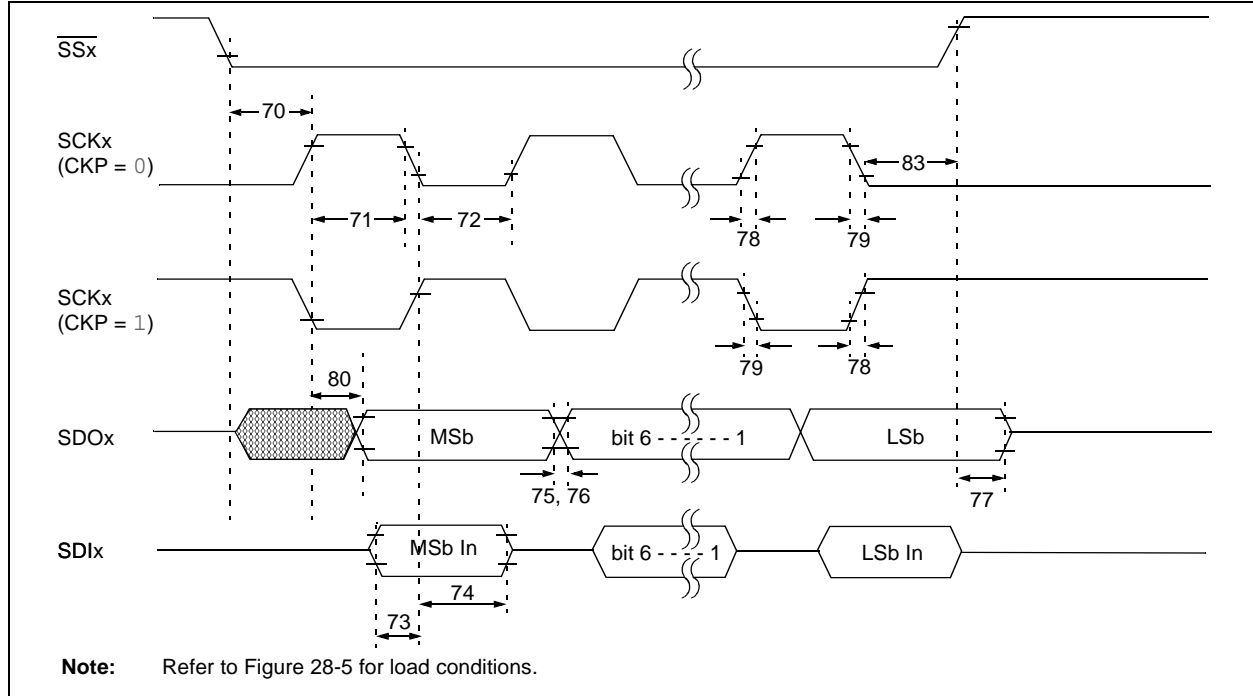 SSx
70
SCKx
(CKP = 0)
83
71
72
78
79
SCKx
(CKP = 1)
79
78
80
SDOx
MSb
bit 6 - - - - - - 1
LSb
75, 76
77
SDIx
MSb In
bit 6 - - - - - 1
LSb In
74
73
Note: Refer to Figure 28-5 for load conditions.